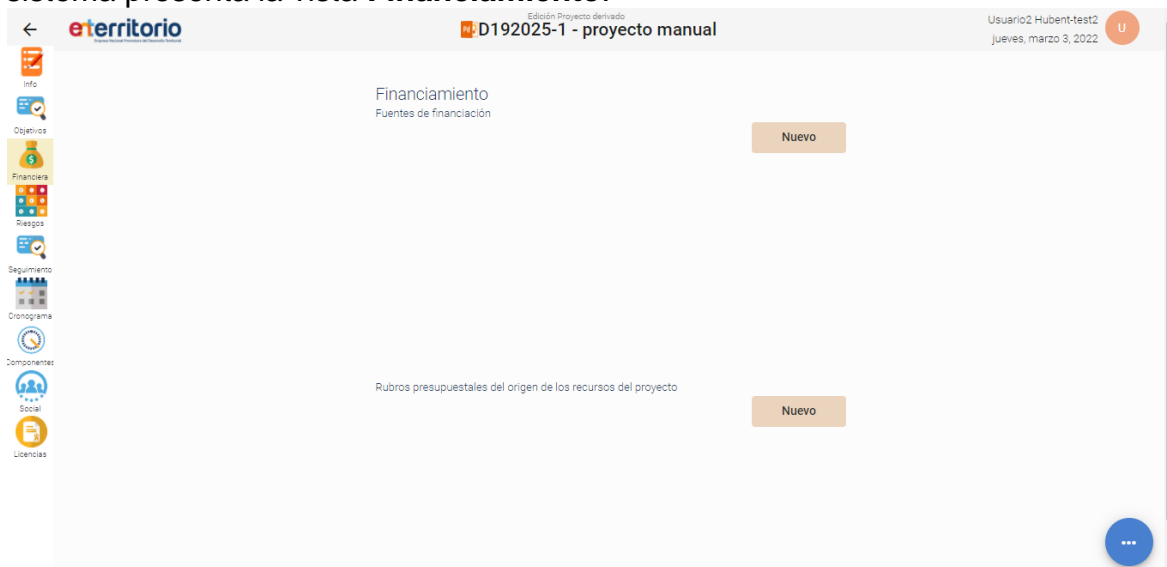 sistema presenta la vista Financiamiento.
Edición Proyecto derivado
Usuario2 Hubent-test2
eterritorio
D192025-1 - proyecto manual
U
jueves, marzo 3, 2022
Info
Objetivos
Financiera
Riesgos
Seguimiento
Cronograma
Componentes
Social
Licencias
Financiamiento
Fuentes de financiación
Nuevo
Rubros presupuestales del origen de los recursos del proyecto
Nuevo